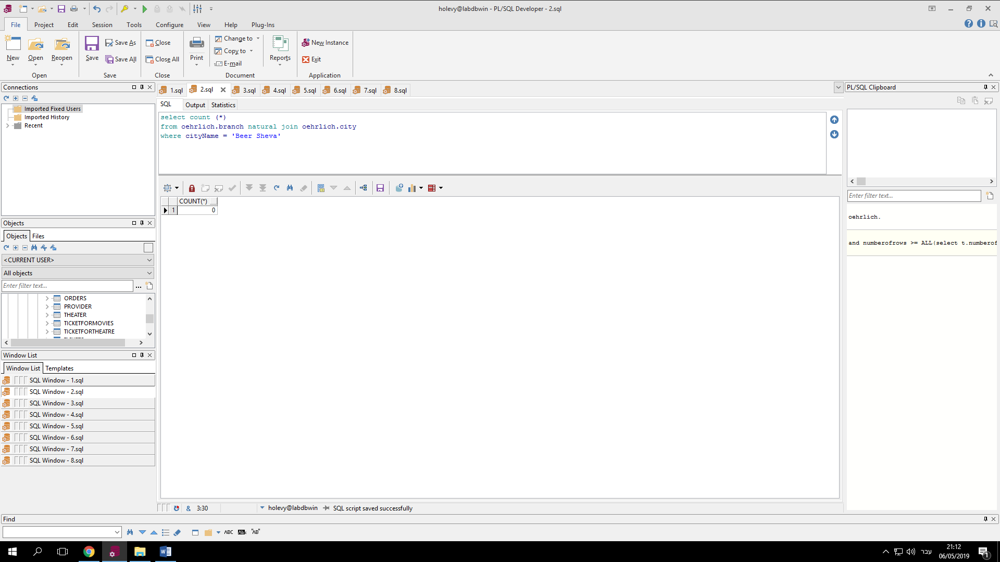 holevy@labdbwin - PL/SQL Developer - 2.sql
File Project Edit Session Tools Configure View Help Plug-Ins
New Open Reopen Save Save As Save All Close Close All Print Change to Copy to E-mail Reports New Instance Exit
Open Save Close Document Application
Connections
Imported Fixed Users
Imported History
Recent
Objects
Objects Files
<CURRENT USER>
All objects
Enter filter text...
ORDERS
PROVIDER
THEATER
TICKETFORMOVIES
TICKETFORTHEATRE
Window List
Window List Templates
SQL Window - 1.sql
SQL Window - 2.sql
SQL Window - 3.sql
SQL Window - 4.sql
SQL Window - 5.sql
SQL Window - 6.sql
SQL Window - 7.sql
SQL Window - 8.sql
1.sql 2.sql 3.sql 4.sql 5.sql 6.sql 7.sql 8.sql
SQL Output Statistics
select count (*)
from oehrlich.branch natural join oehrlich.city
where cityName = 'Beer Sheva'
COUNT(*)
1 0
& 3:30 holevy@labdbwin SQL script saved successfully
PL/SQL Clipboard
Enter filter text...
oehrlich.
and numberofrows >= ALL(select t.numberof
Find
ABC "AB"
עבר
21:12
06/05/2019
1